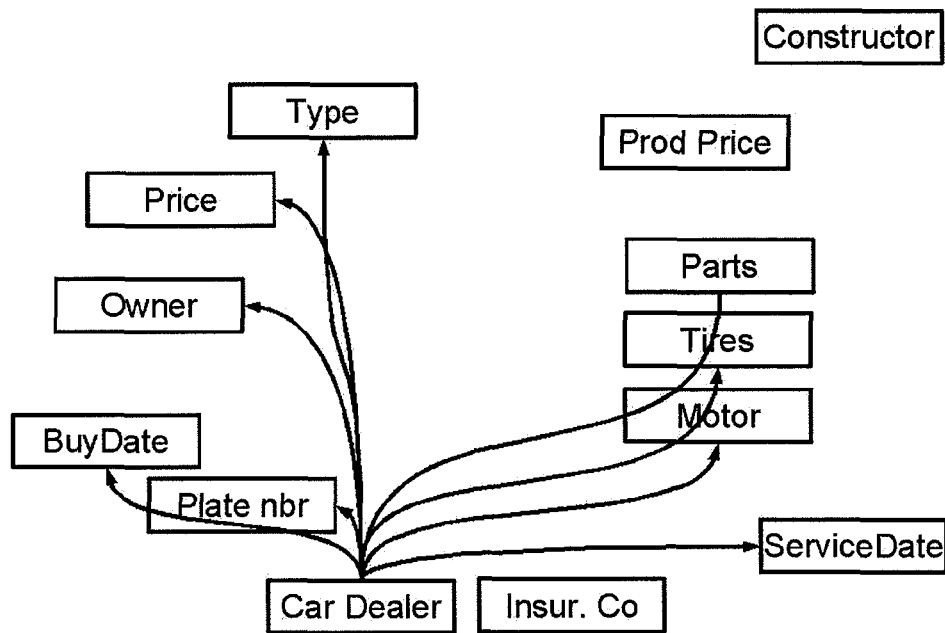 Constructor
Type
Prod Price
Price
Parts
Owner
Tires
Motor
BuyDate
Plate nbr
ServiceDate
Car Dealer
Insur. Co